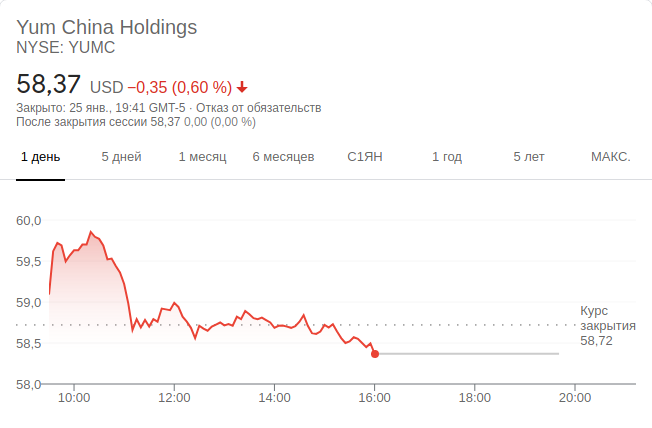 Yum China Holdings
NYSE: YUMC
58,37 USD −0,35 (0,60 %)
Закрыто: 25 янв., 19:41 GMT-5 · Отказ от обязательств
После закрытия сессии 58,37 0,00 (0,00 %)
1 день 5 дней 1 месяц 6 месяцев С1ЯН 1 год 5 лет МАКС.
60,0
59,5
59,0
58,5
58,0
Курс
закрытия
58,72
10:00 12:00 14:00 16:00 18:00 20:00